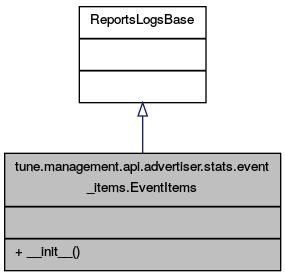 ReportsLogsBase
tune.management.api.advertiser.stats.event
_items.EventItems
+ __init__()